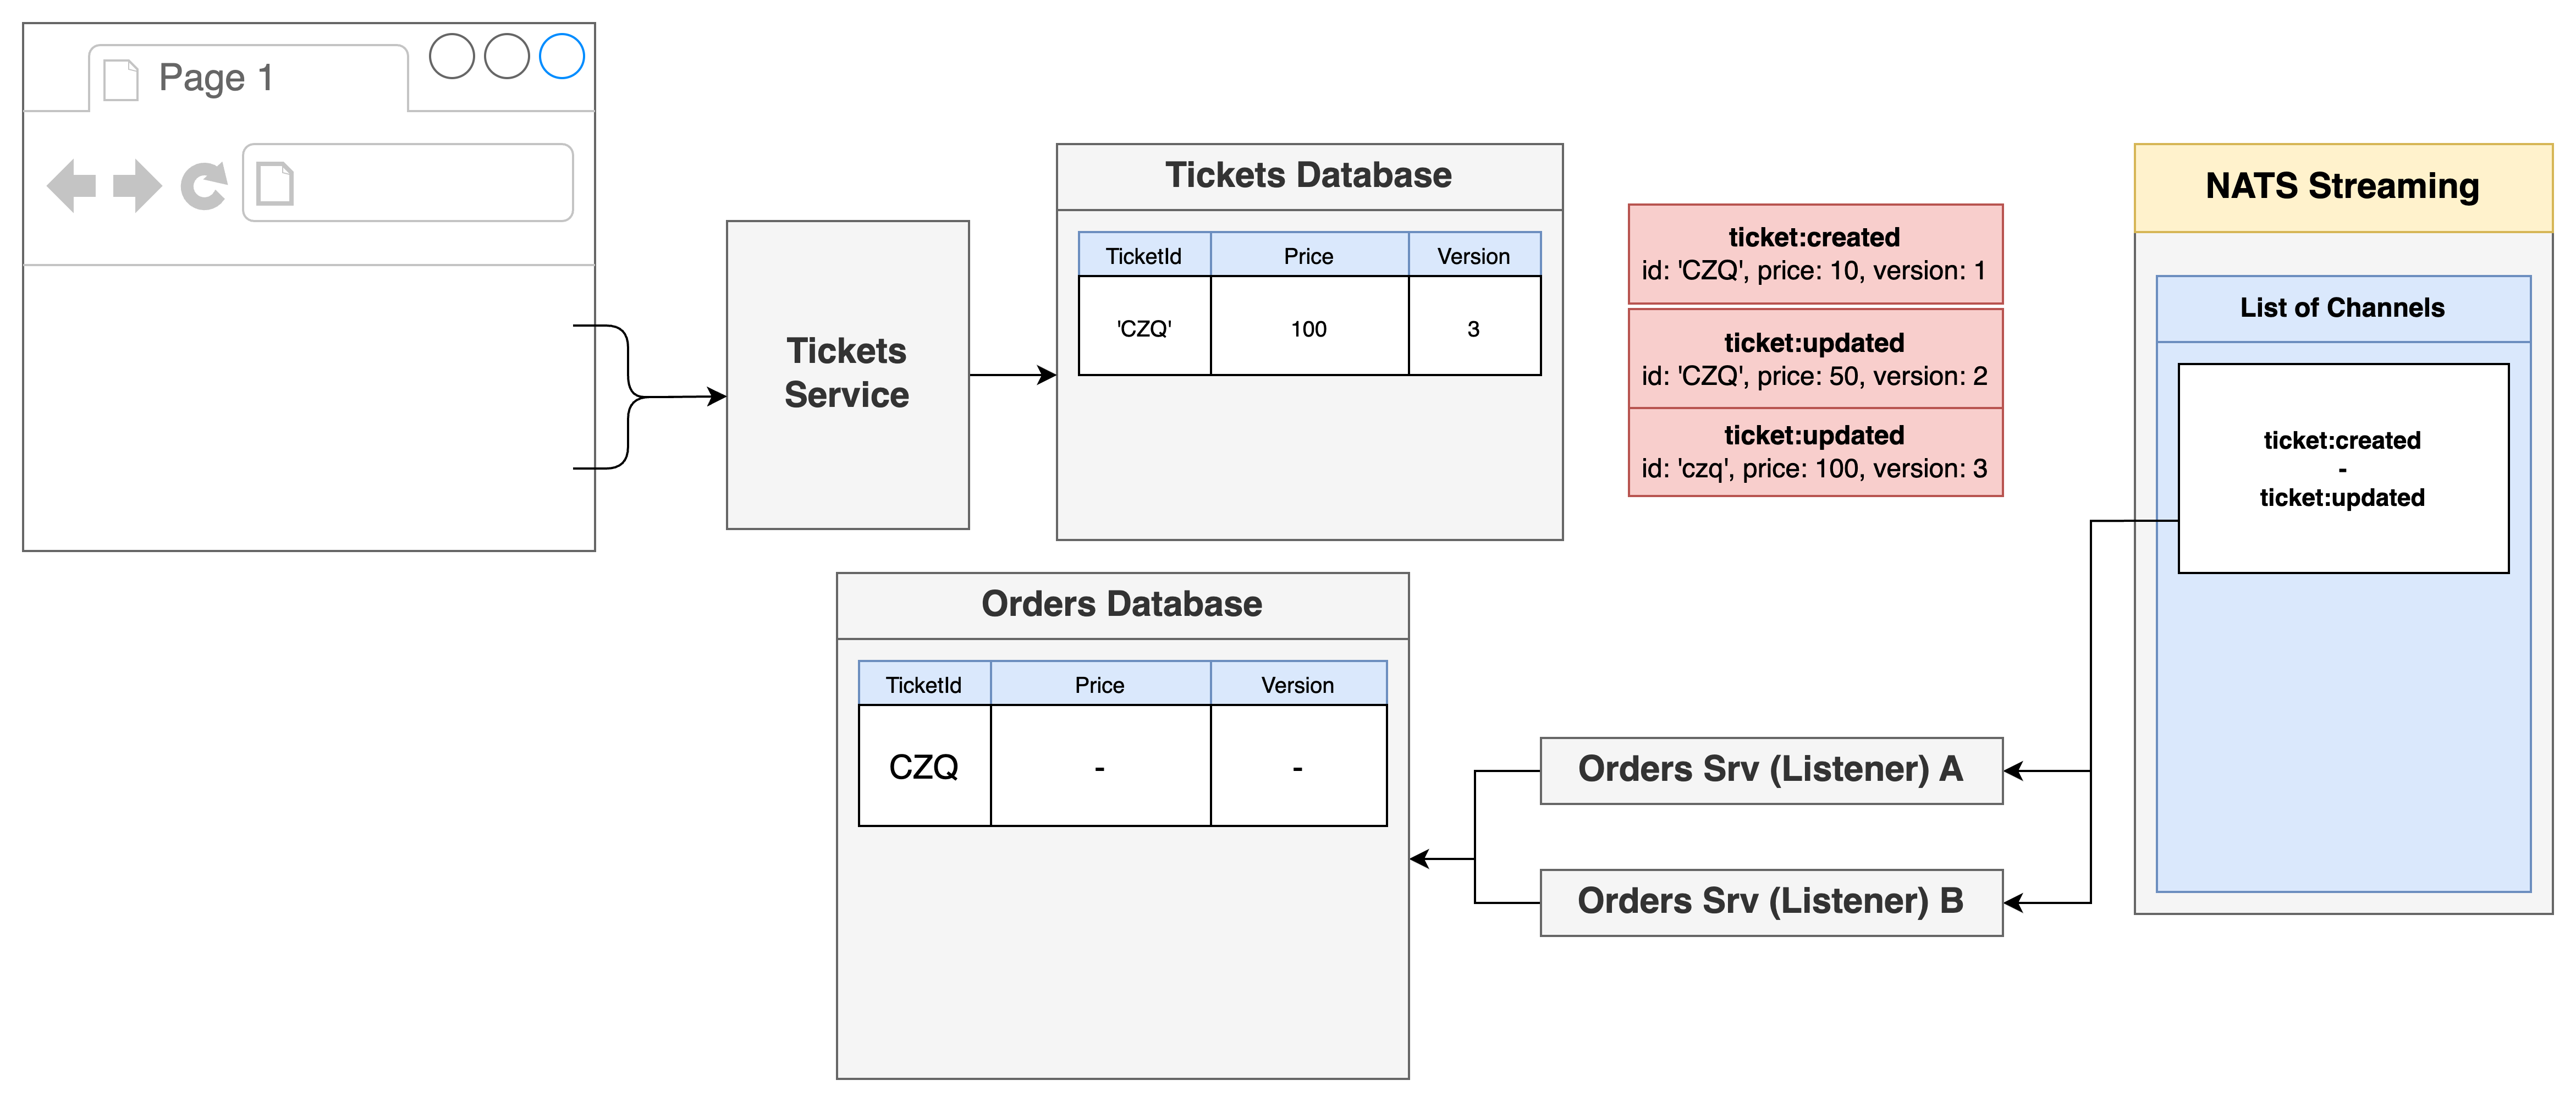 Page 1
Tickets Database
TicketId
Price
Version
'CZQ'
100
3
ticket:created
id: 'CZQ', price: 10, version: 1
ticket:updated
id: 'CZQ', price: 50, version: 2
ticket:updated
id: 'czq', price: 100, version: 3
NATS Streaming
List of Channels
ticket:created
-
ticket:updated
Tickets
Service
Orders Database
TicketId
Price
Version
CZQ
-
-
Orders Srv (Listener) A
Orders Srv (Listener) B